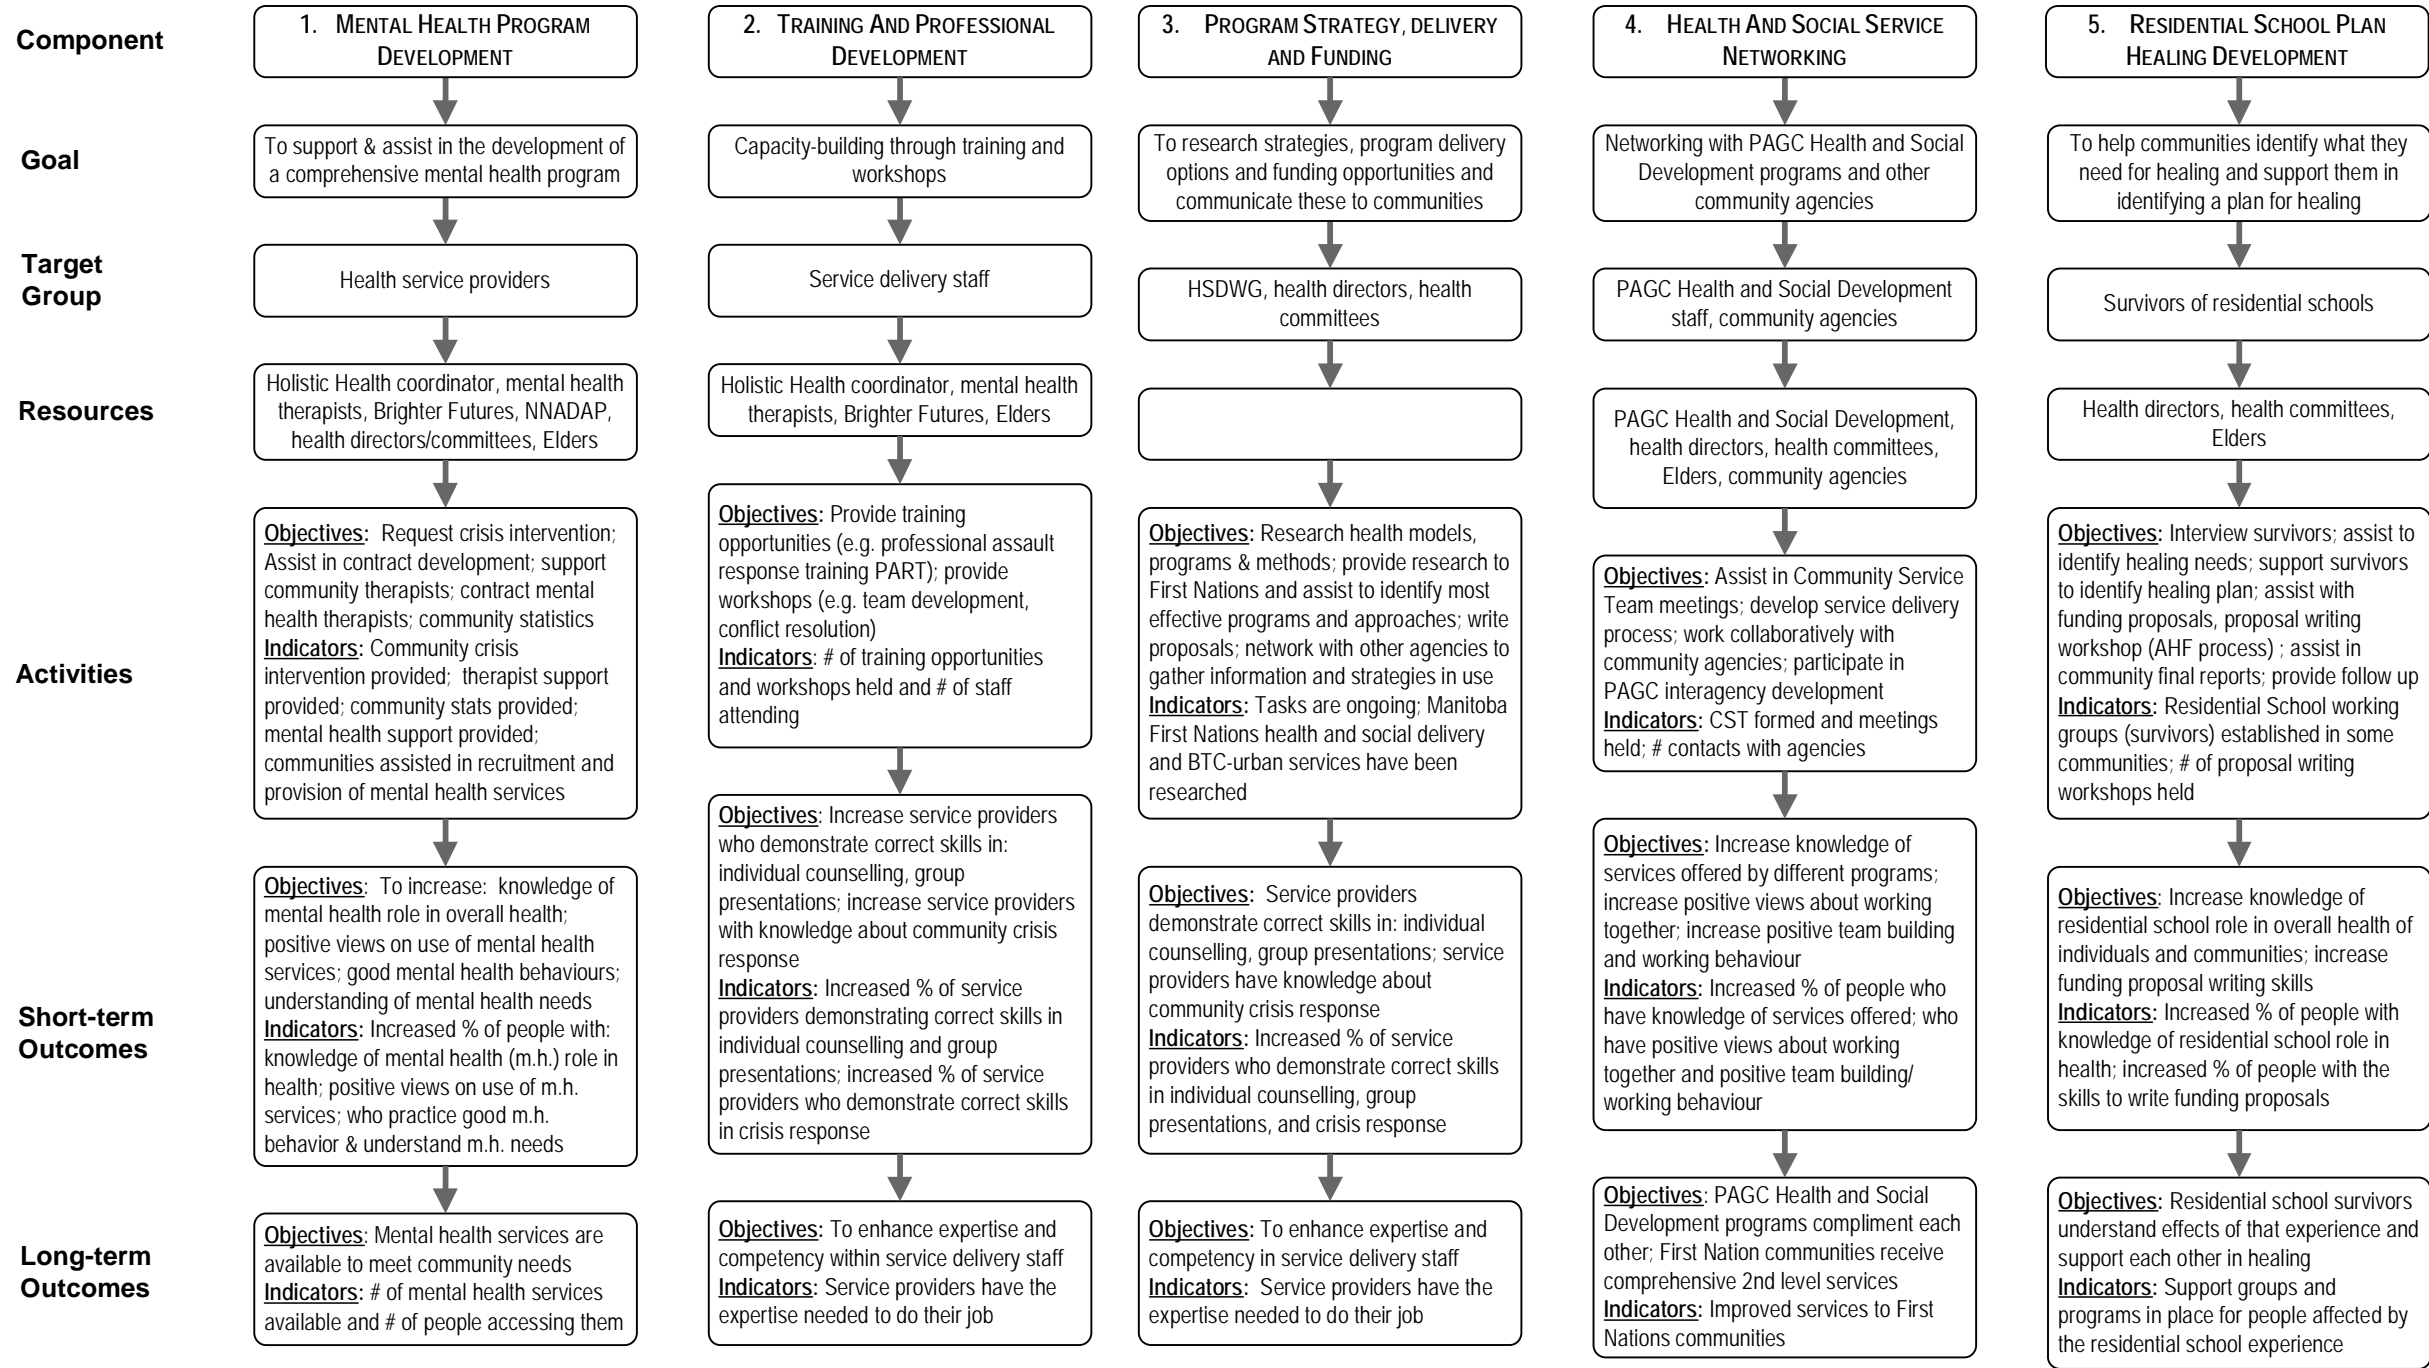 Component
1. MENTAL HEALTH PROGRAM
DEVELOPMENT
2. TRAINING AND PROFESSIONAL
DEVELOPMENT
3. PROGRAM STRATEGY, DELIVERY
AND FUNDING
4. HEALTH AND SOCIAL SERVICE
NETWORKING
5. RESIDENTIAL SCHOOL PLAN
HEALING DEVELOPMENT
Goal
To support & assist in the development of
a comprehensive mental health program
Capacity-building through training and
workshops
To research strategies, program delivery
options and funding opportunities and
communicate these to communities
Networking with PAGC Health and Social
Development programs and other
community agencies
To help communities identify what they
need for healing and support them in
identifying a plan for healing
Target
Group
Health service providers
Service delivery staff
HSDWG, health directors, health
committees
PAGC Health and Social Development
staff, community agencies
Survivors of residential schools
Resources
Holistic Health coordinator, mental health
therapists, Brighter Futures, NNADAP,
health directors/committees, Elders
Holistic Health coordinator, mental health
therapists, Brighter Futures, Elders
PAGC Health and Social Development,
health directors, health committees,
Elders, community agencies
Health directors, health committees,
Elders
Activities
Objectives: Request crisis intervention;
Assist in contract development; support
community therapists; contract mental
health therapists; community statistics
Indicators: Community crisis
intervention provided; therapist support
provided; community stats provided;
mental health support provided;
communities assisted in recruitment and
provision of mental health services
Objectives: Provide training
opportunities (e.g. professional assault
response training PART); provide
workshops (e.g. team development,
conflict resolution)
Indicators: # of training opportunities
and workshops held and # of staff
attending
Objectives: Research health models,
programs & methods; provide research to
First Nations and assist to identify most
effective programs and approaches; write
proposals; network with other agencies to
gather information and strategies in use
Indicators: Tasks are ongoing; Manitoba
First Nations health and social delivery
and BTC-urban services have been
researched
Objectives: Assist in Community Service
Team meetings; develop service delivery
process; work collaboratively with
community agencies; participate in
PAGC interagency development
Indicators: CST formed and meetings
held; # contacts with agencies
Objectives: Interview survivors; assist to
identify healing needs; support survivors
to identify healing plan; assist with
funding proposals, proposal writing
workshop (AHF process) ; assist in
community final reports; provide follow up
Indicators: Residential School working
groups (survivors) established in some
communities; # of proposal writing
workshops held
Short-term
Outcomes
Objectives: To increase: knowledge of
mental health role in overall health;
positive views on use of mental health
services; good mental health behaviours;
understanding of mental health needs
Indicators: Increased % of people with:
knowledge of mental health (m.h.) role in
health; positive views on use of m.h.
services; who practice good m.h.
behavior & understand m.h. needs
Objectives: Increase service providers
who demonstrate correct skills in:
individual counselling, group
presentations; increase service providers
with knowledge about community crisis
response
Indicators: Increased % of service
providers demonstrating correct skills in
individual counselling and group
presentations; increased % of service
providers who demonstrate correct skills
in crisis response
Objectives: Service providers
demonstrate correct skills in: individual
counselling, group presentations; service
providers have knowledge about
community crisis response
Indicators: Increased % of service
providers who demonstrate correct skills
in individual counselling, group
presentations, and crisis response
Objectives: Increase knowledge of
services offered by different programs;
increase positive views about working
together; increase positive team building
and working behaviour
Indicators: Increased % of people who
have knowledge of services offered; who
have positive views about working
together and positive team building/
working behaviour
Objectives: Increase knowledge of
residential school role in overall health of
individuals and communities; increase
funding proposal writing skills
Indicators: Increased % of people with
knowledge of residential school role in
health; increased % of people with the
skills to write funding proposals
Long-term
Outcomes
Objectives: Mental health services are
available to meet community needs
Indicators: # of mental health services
available and # of people accessing them
Objectives: To enhance expertise and
competency within service delivery staff
Indicators: Service providers have the
expertise needed to do their job
Objectives: To enhance expertise and
competency in service delivery staff
Indicators: Service providers have the
expertise needed to do their job
Objectives: PAGC Health and Social
Development programs compliment each
other; First Nation communities receive
comprehensive 2nd level services
Indicators: Improved services to First
Nations communities
Objectives: Residential school survivors
understand effects of that experience and
support each other in healing
Indicators: Support groups and
programs in place for people affected by
the residential school experience